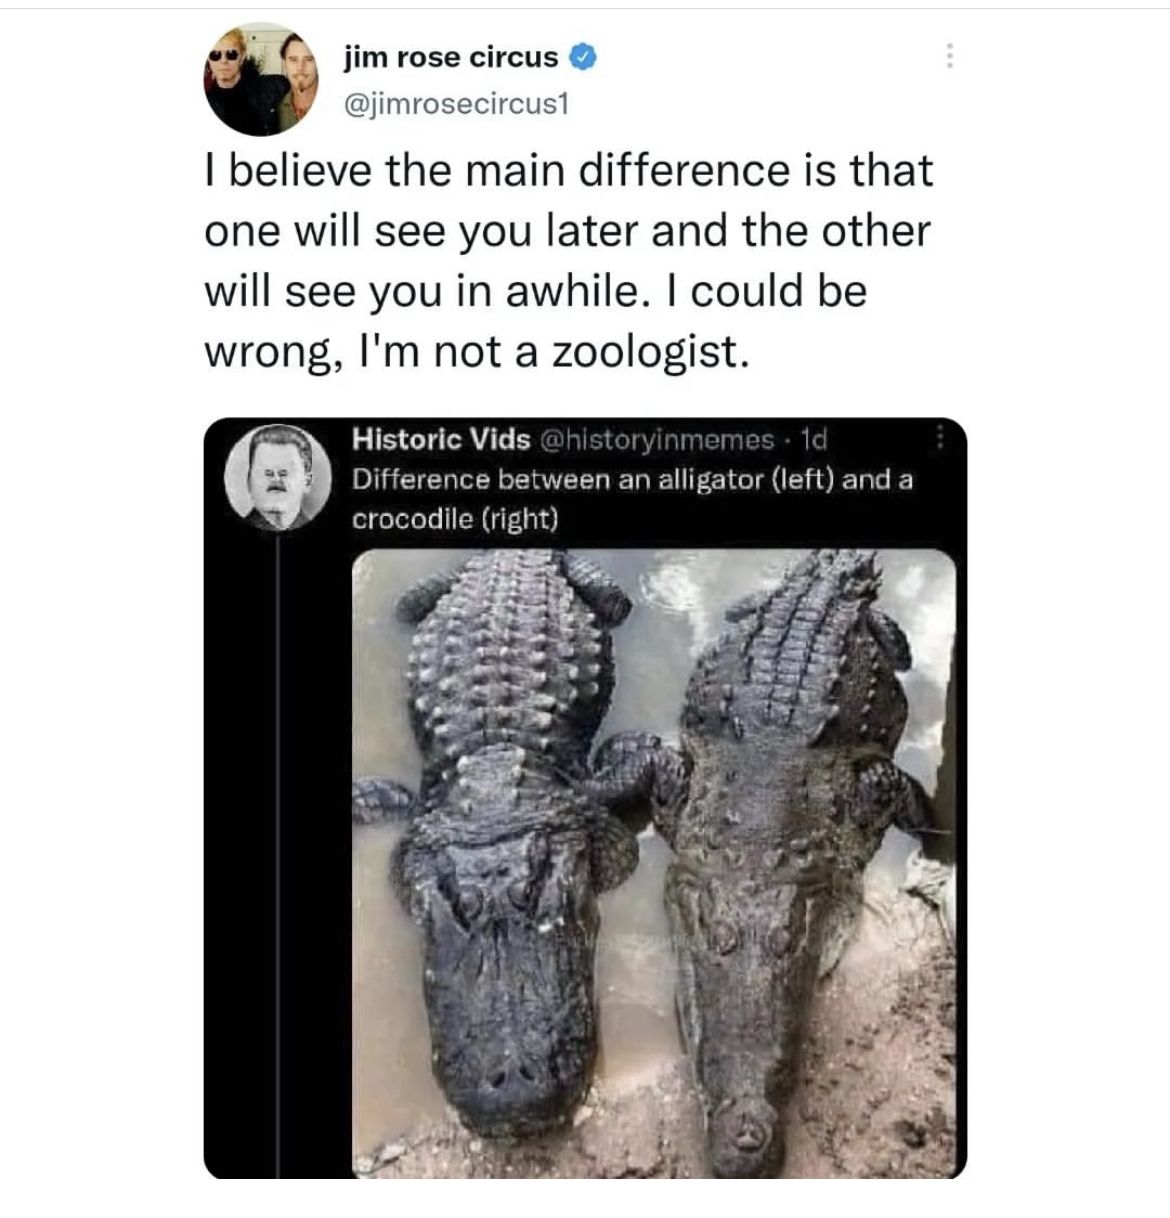 jim rose circus
@jimrosecircus1
I believe the main difference is that
one will see you later and the other
will see you in awhile. I could be
wrong, I'm not a zoologist.
Historic Vids @historyinmemes · 1d
Difference between an alligator (left) and a
crocodile (right)